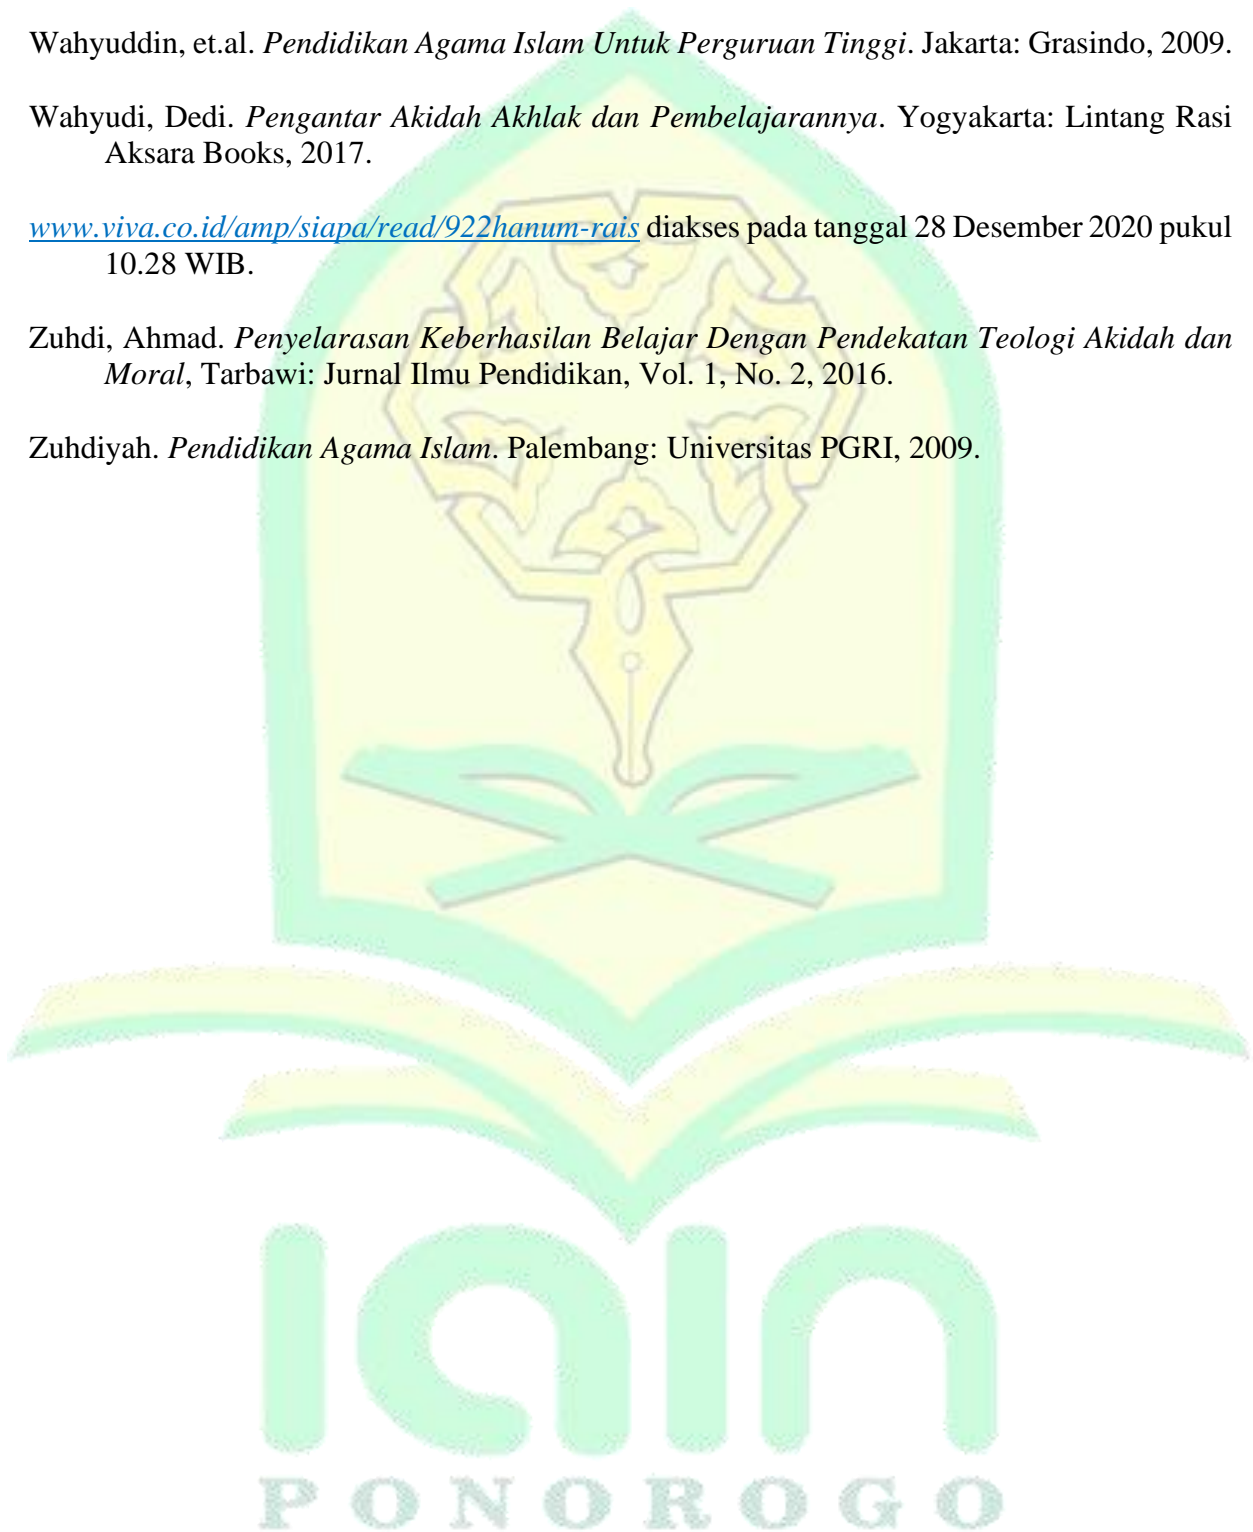 Wahyuddin, et.al. Pendidikan Agama Islam Untuk Perguruan Tinggi. Jakarta: Grasindo, 2009.
Wahyudi, Dedi. Pengantar Akidah Akhlak dan Pembelajarannya. Yogyakarta: Lintang Rasi
Aksara Books, 2017.
www.viva.co.id/amp/siapa/read/922hanum-rais diakses pada tanggal 28 Desember 2020 pukul
10.28 WIB.
Zuhdi, Ahmad. Penyelarasan Keberhasilan Belajar Dengan Pendekatan Teologi Akidah dan
Moral, Tarbawi: Jurnal Ilmu Pendidikan, Vol. 1, No. 2, 2016.
Zuhdiyah. Pendidikan Agama Islam. Palembang: Universitas PGRI, 2009.
IAIN
PONOROGO